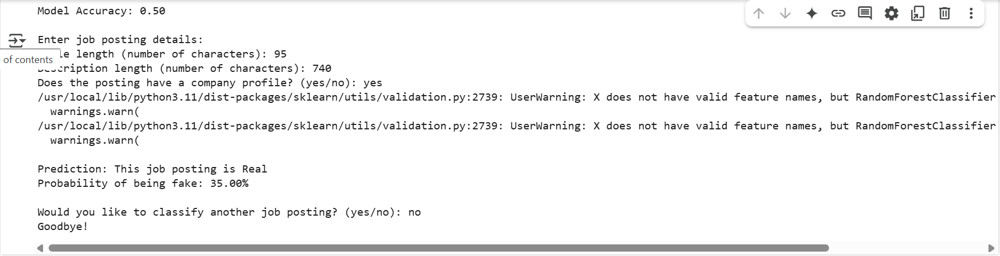 Model Accuracy: 0.50
Enter job posting details:
of contents
le length (number of characters): 95
Description length (number of characters): 740
Does the posting have a company profile? (yes/no): yes
/usr/local/lib/python3.11/dist-packages/sklearn/utils/validation.py:2739: UserWarning: X does not have valid feature names, but RandomForestClassifier
warnings.warn(
/usr/local/lib/python3.11/dist-packages/sklearn/utils/validation.py:2739: UserWarning: X does not have valid feature names, but RandomForestClassifier
warnings.warn(
Prediction: This job posting is Real
Probability of being fake: 35.00%
Would you like to classify another job posting? (yes/no): no
Goodbye!